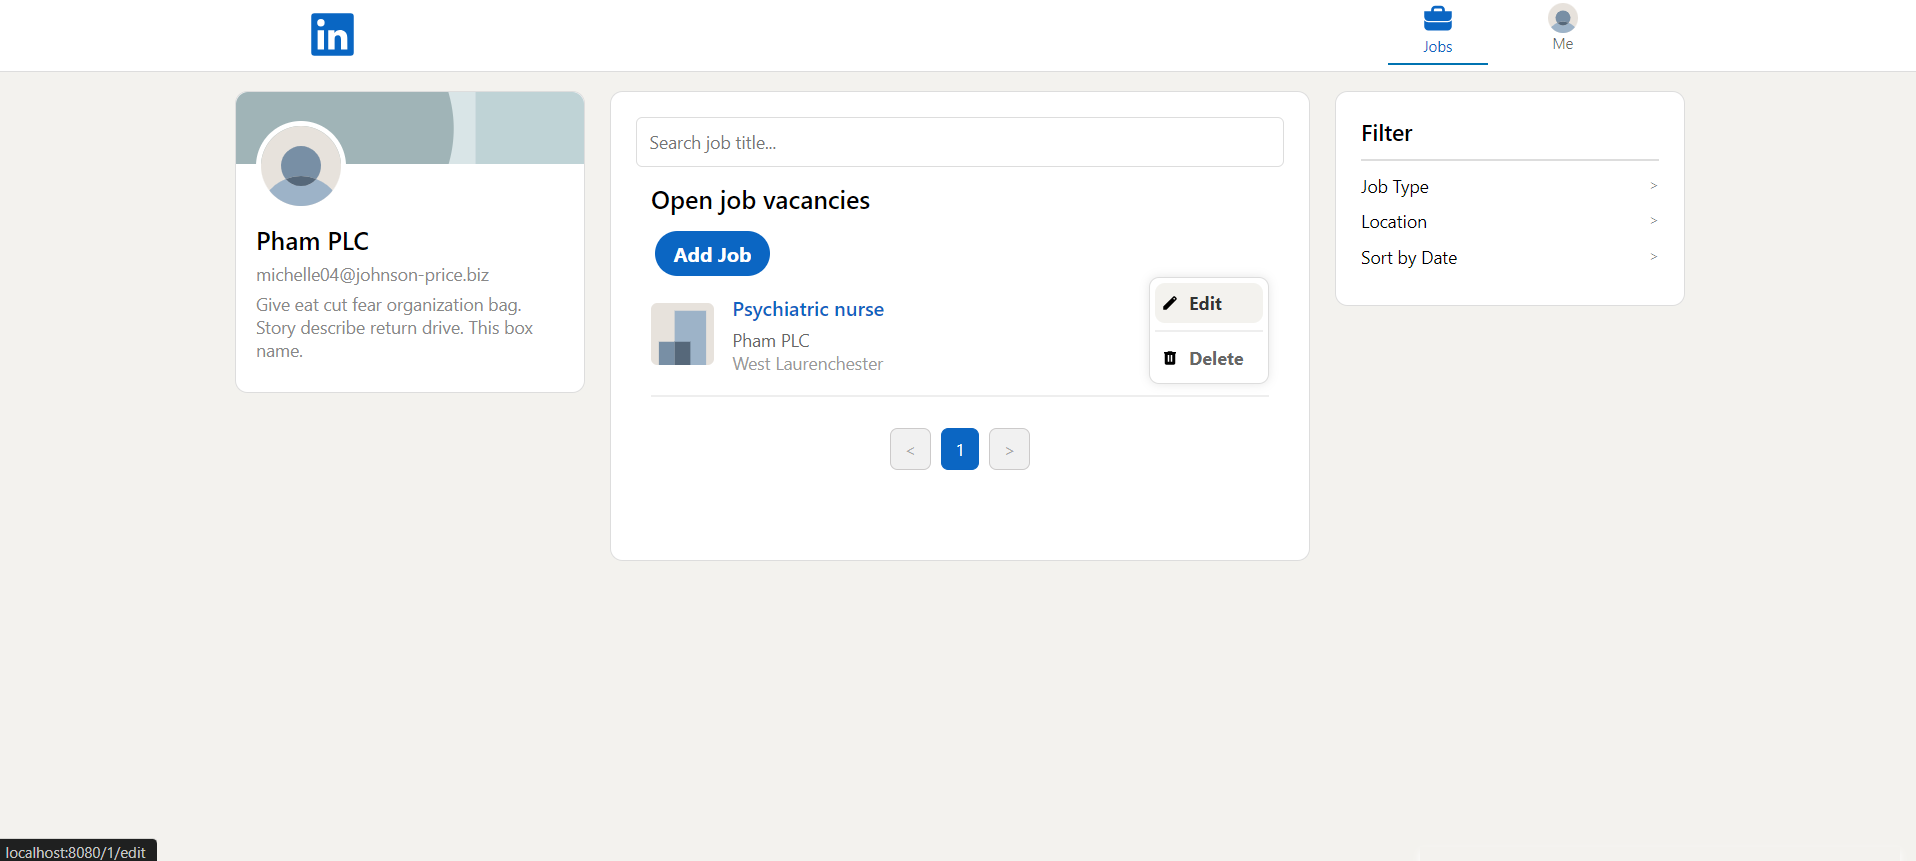 in
Jobs
Me
Pham PLC
michelle04@johnson-price.biz
Give eat cut fear organization bag.
Story describe return drive. This box
name.
Search job title...
Open job vacancies
Add Job
Psychiatric nurse
Pham PLC
West Laurenchester
Edit
Delete
< 1 >
Filter
Job Type >
Location >
Sort by Date >
localhost:8080/1/edit